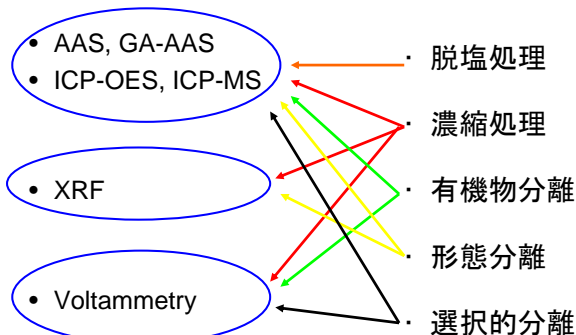 • AAS, GA-AAS
• ICP-OES, ICP-MS
• XRF
• Voltammetry
· 脱塩処理
· 濃縮処理
· 有機物分離
· 形態分離
· 選択的分離